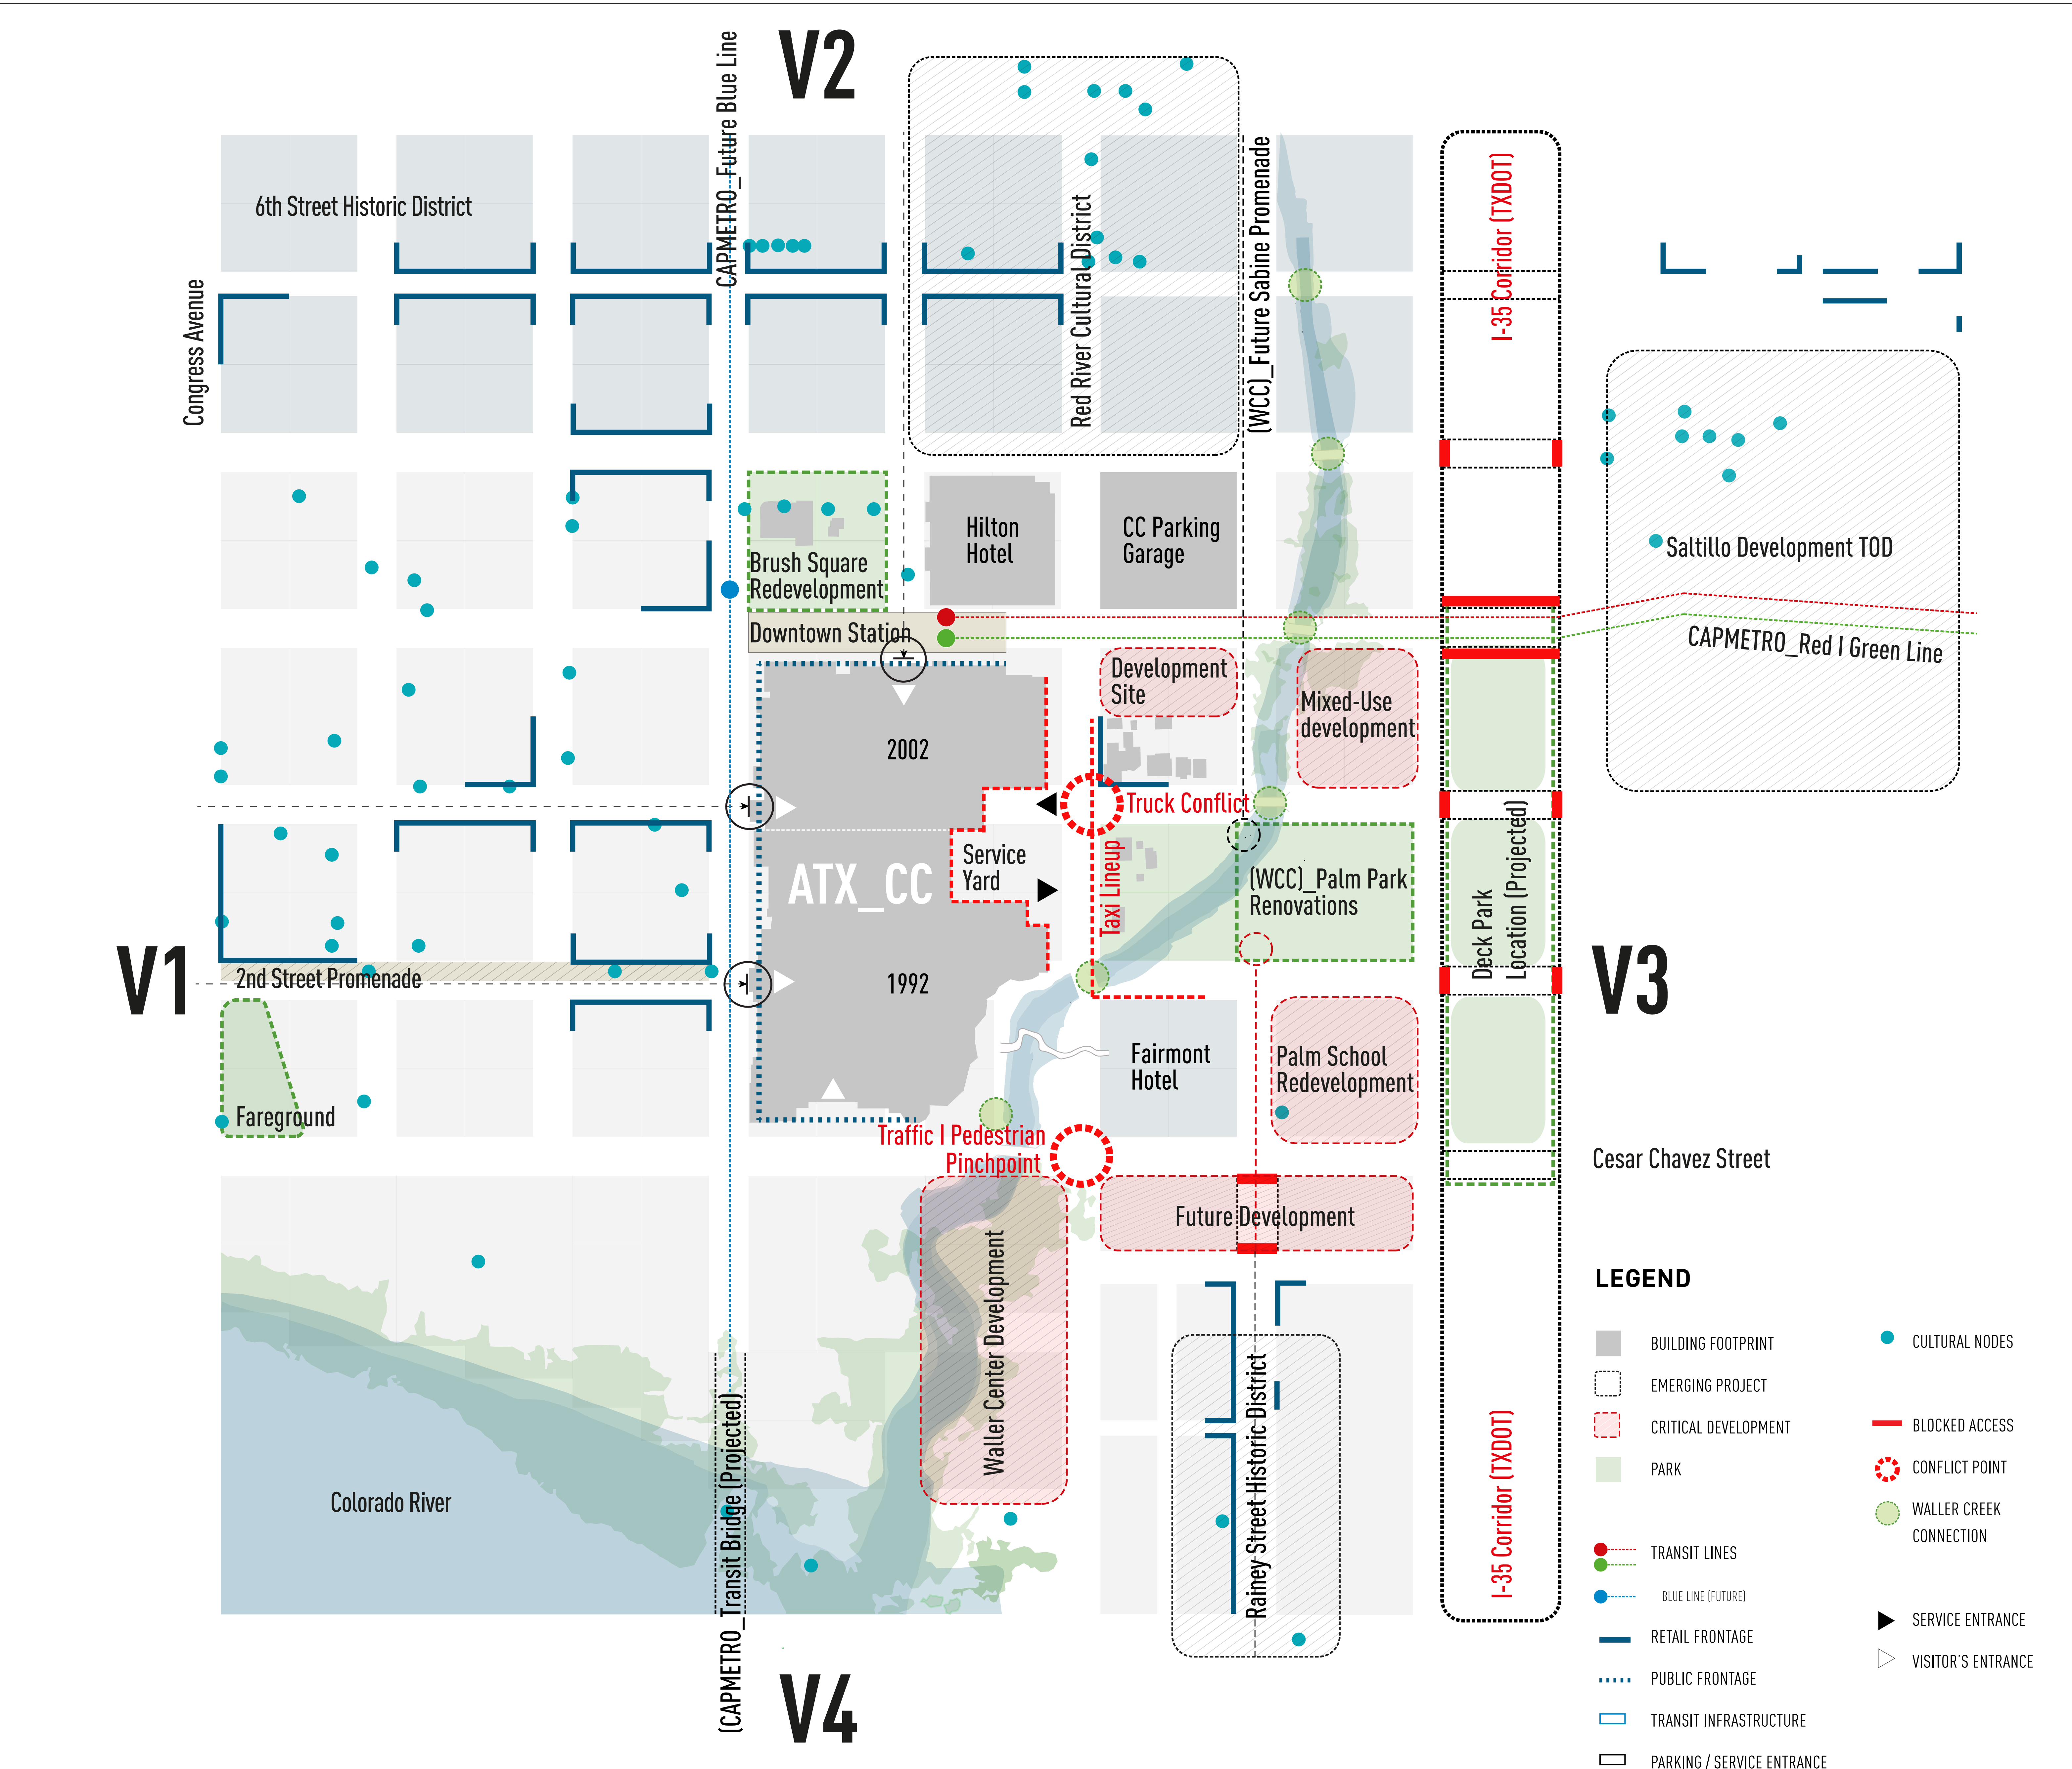 V2
CAPMETRO_Future Blue Line
6th Street Historic District
Congress Avenue
Red River Cultural District
(WCC)_Future Sabine Promenade
I-35 Corridor (TXDOT)
Brush Square
Redevelopment
Hilton
Hotel
CC Parking
Garage
Saltillo Development TOD
Downtown Station
CAPMETRO_Red I Green Line
Development
Site
Mixed-Use
development
2002
Truck Conflict
Service
Yard
ATX_CC
Taxi Lineup
(WCC)_Palm Park
Renovations
Deck Park
Location (Projected)
V1
V3
2nd Street Promenade
1992
Fairmont
Hotel
Palm School
Redevelopment
Fareground
Traffic I Pedestrian
Pinchpoint
Cesar Chavez Street
Future Development
Waller Center Development
Rainey Street Historic District
I-35 Corridor (TXDOT)
Colorado River
(CAPMETRO_Transit Bridge (Projected)
V4
LEGEND
BUILDING FOOTPRINT
EMERGING PROJECT
CRITICAL DEVELOPMENT
PARK
TRANSIT LINES
BLUE LINE (FUTURE)
RETAIL FRONTAGE
PUBLIC FRONTAGE
TRANSIT INFRASTRUCTURE
PARKING / SERVICE ENTRANCE
CULTURAL NODES
BLOCKED ACCESS
CONFLICT POINT
WALLER CREEK
CONNECTION
SERVICE ENTRANCE
VISITOR'S ENTRANCE